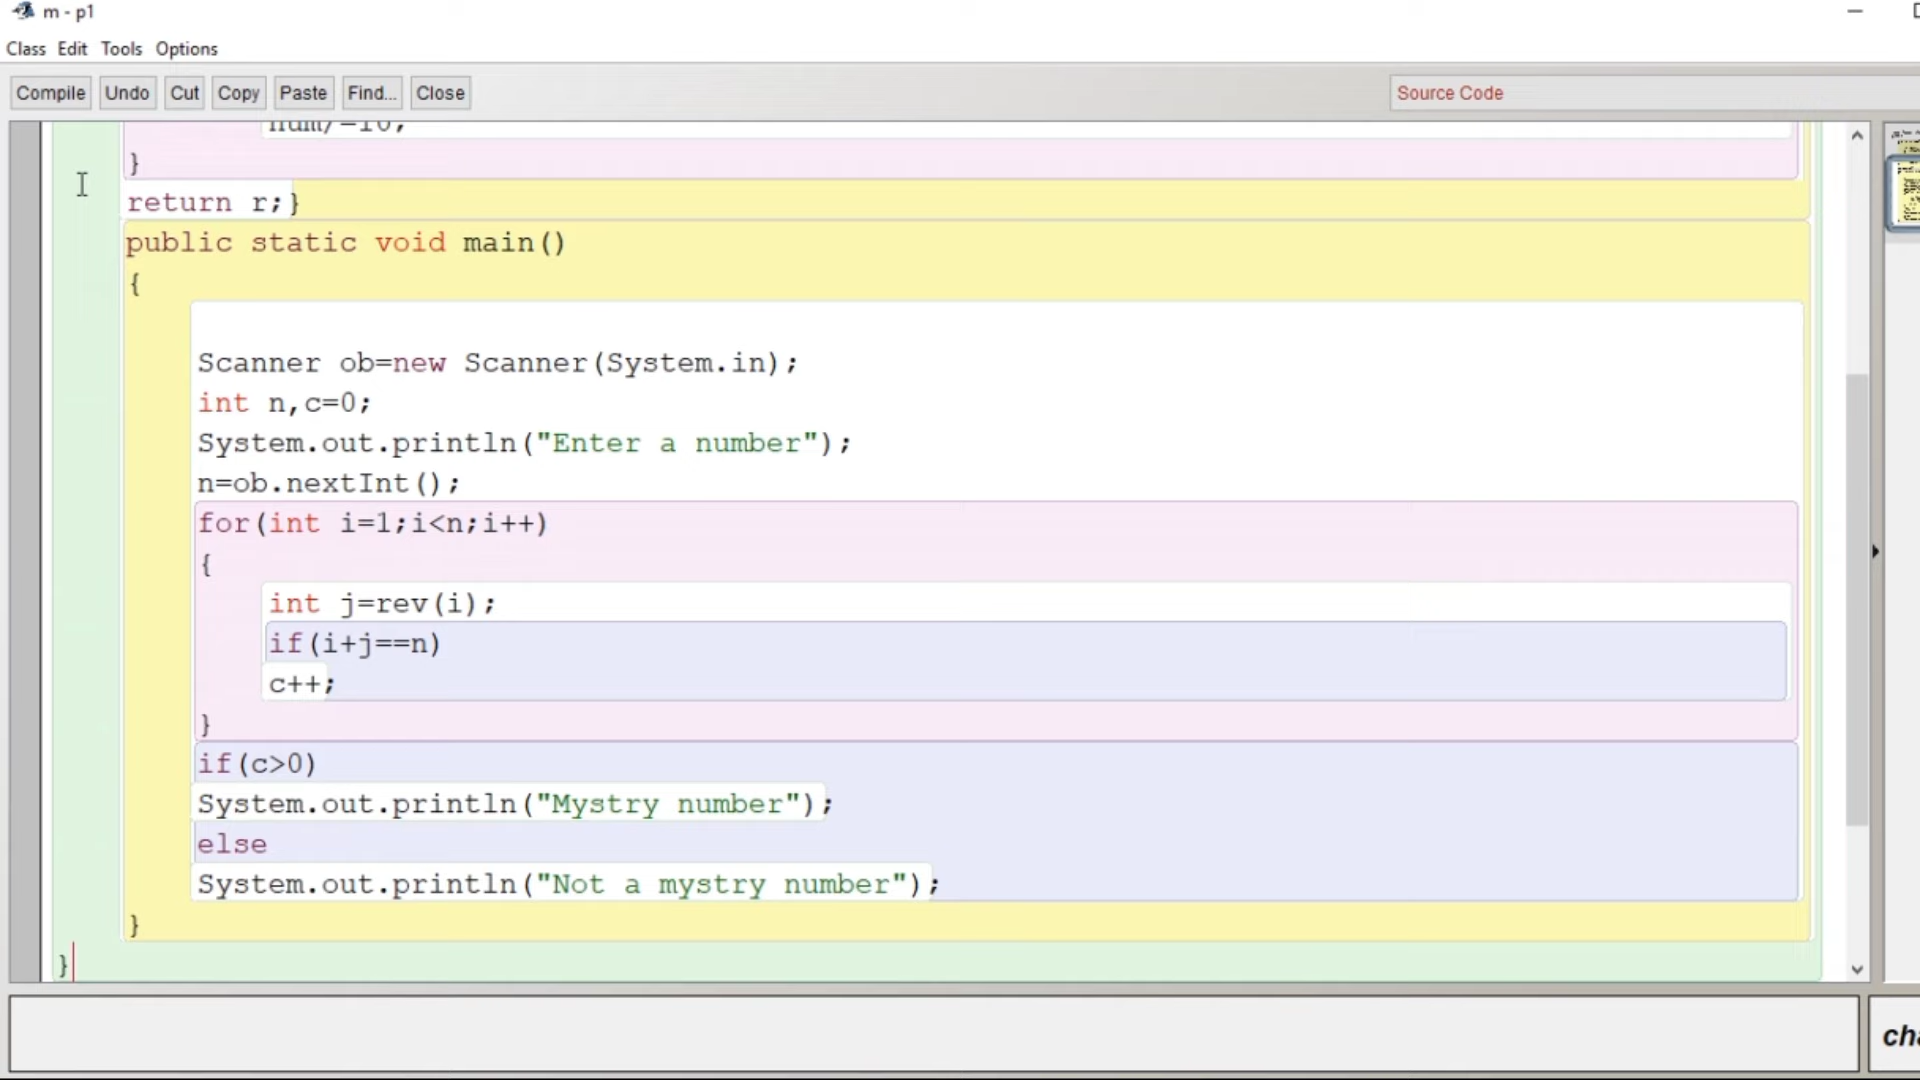 m - p1
Class Edit Tools Options
Compile Undo Cut Copy Paste Find... Close Source Code
num/=10;
}
return r;}
public static void main()
{
Scanner ob=new Scanner(System.in);
int n,c=0;
System.out.println("Enter a number");
n=ob.nextInt();
for(int i=1;i<n;i++)
{
int j=rev(i);
if(i+j==n)
c++;
}
if(c>0)
System.out.println("Mystry number");
else
System.out.println("Not a mystry number");
}
}